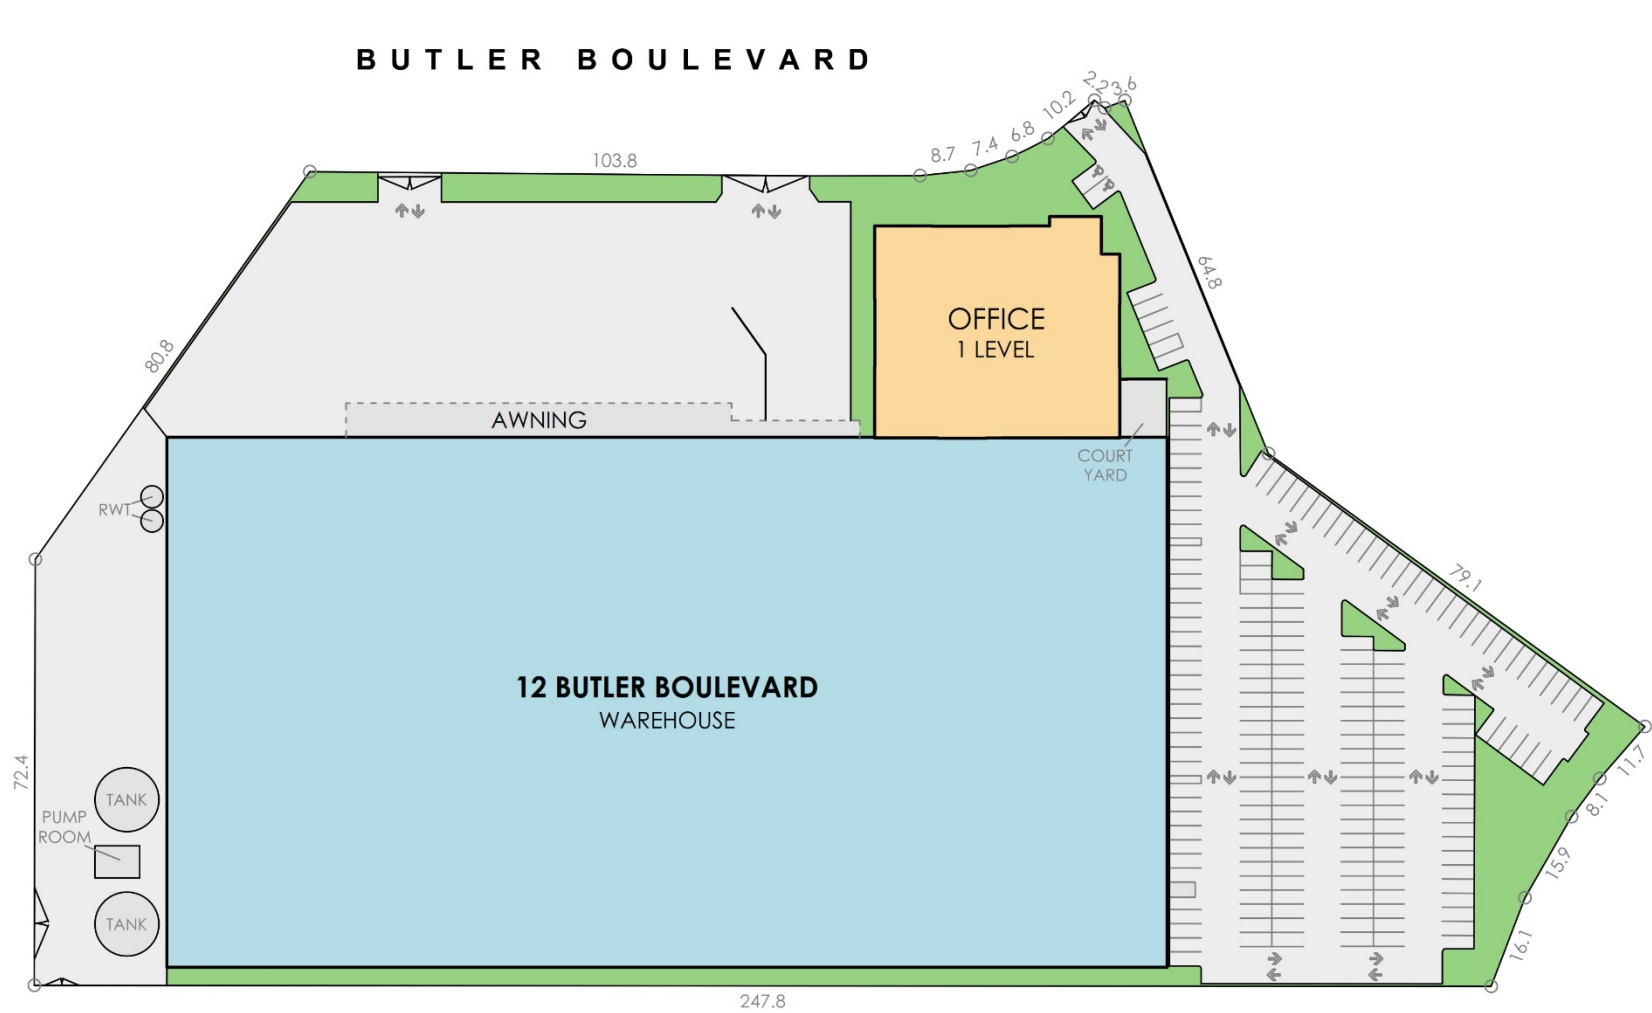 BUTLER BOULEVARD
2.2
3.6
10.2
6.8
7.4
8.7
103.8
64.8
80.8
OFFICE
1 LEVEL
AWNING
COURT
YARD
RWT
79.1
12 BUTLER BOULEVARD
WAREHOUSE
72.4
11.7
TANK
8.1
PUMP
ROOM
15.9
TANK
16.1
247.8